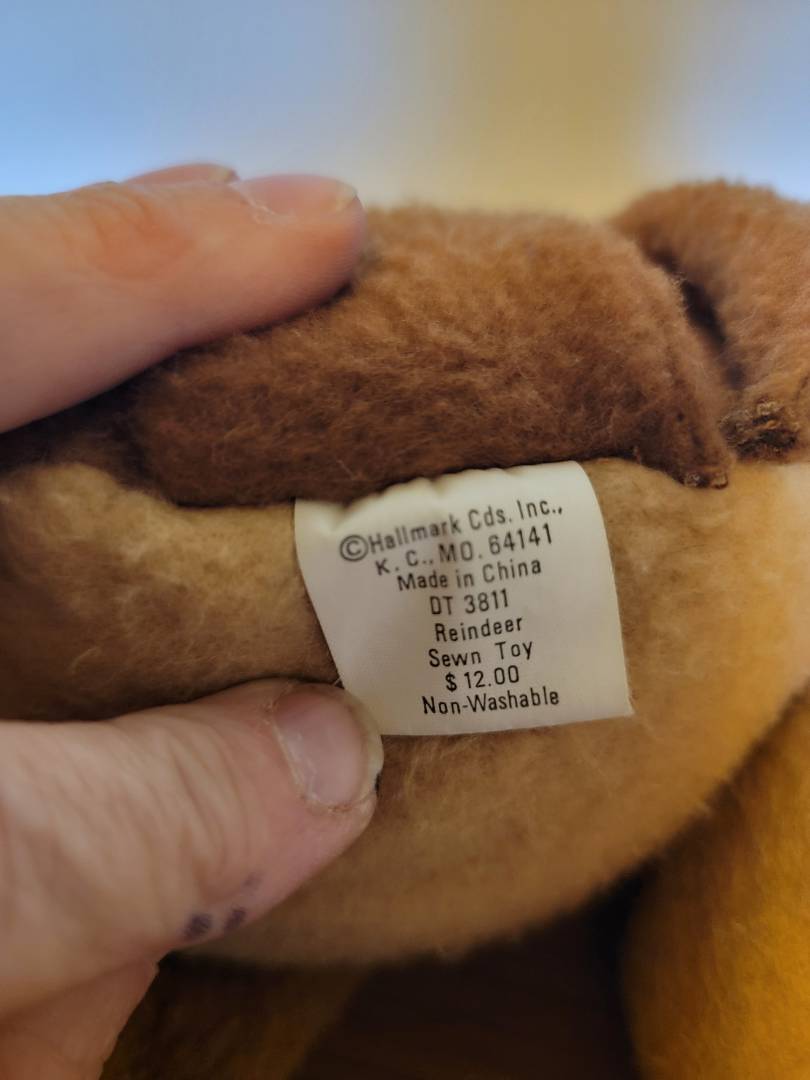 ©Hallmark Cds. Inc.,
K. C., MO. 64141
Made in China
DT 3811
Reindeer
Sewn Toy
$ 12.00
Non-Washable